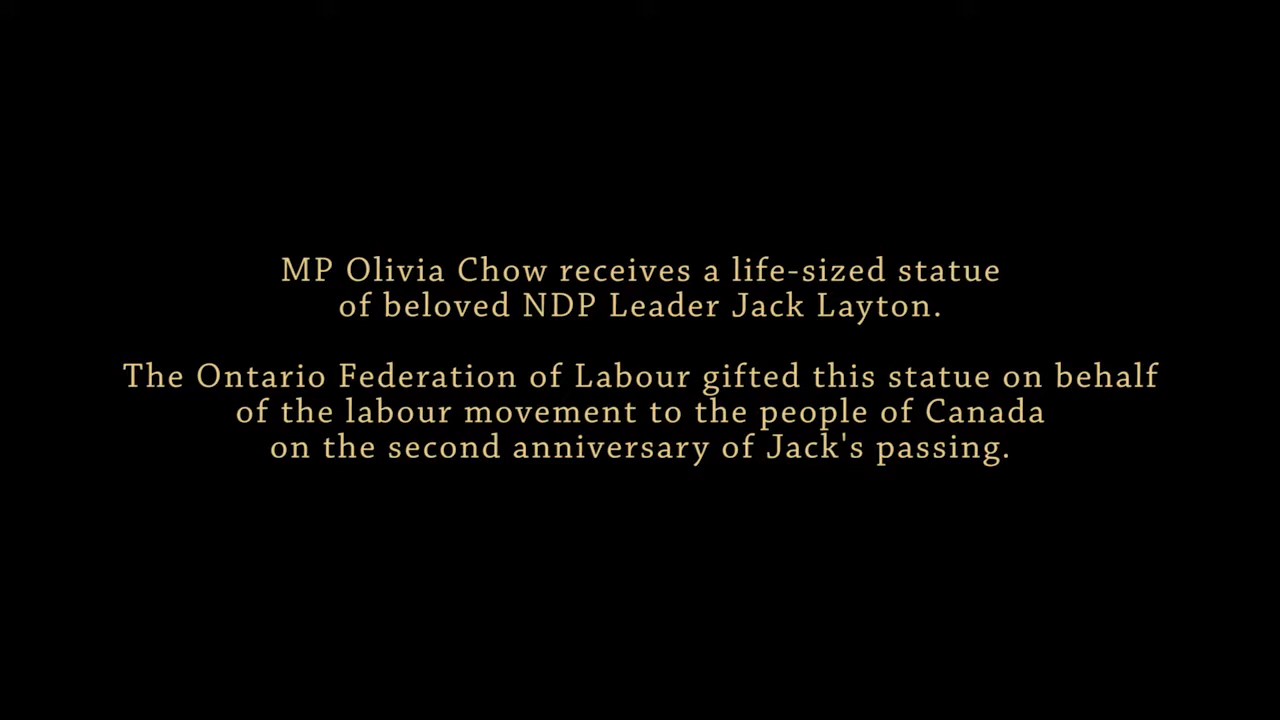 MP Olivia Chow receives a life-sized statue
of beloved NDP Leader Jack Layton.
The Ontario Federation of Labour gifted this statue on behalf
of the labour movement to the people of Canada
on the second anniversary of Jack's passing.